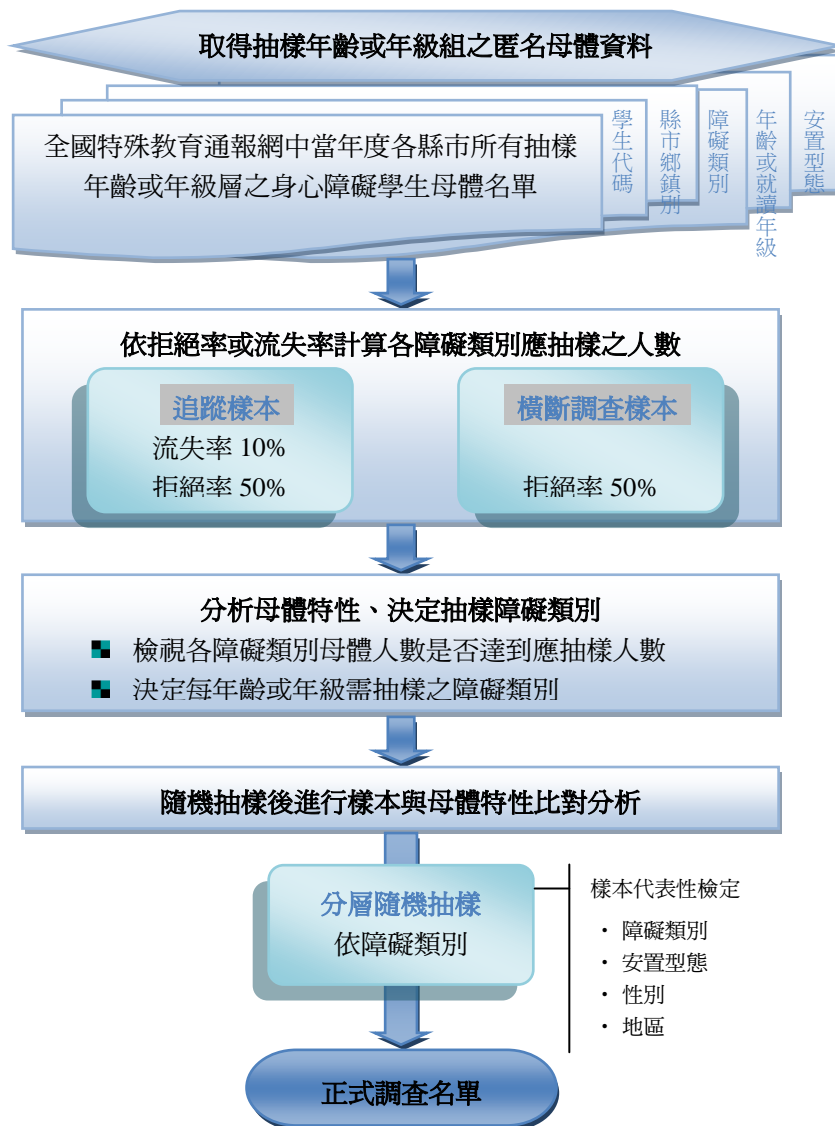 取得抽樣年齡或年級組之匿名母體資料
全國特殊教育通報網中當年度各縣市所有抽樣
年齡或年級層之身心障礙學生母體名單
學生代碼
縣市鄉鎮別
障礙類別
年齡或就讀年級
安置型態
依拒絕率或流失率計算各障礙類別應抽樣之人數
追蹤樣本
流失率 10%
拒絕率 50%
橫斷調查樣本
拒絕率 50%
分析母體特性、決定抽樣障礙類別
檢視各障礙類別母體人數是否達到應抽樣人數
決定每年齡或年級需抽樣之障礙類別
隨機抽樣後進行樣本與母體特性比對分析
分層隨機抽樣
依障礙類別
樣本代表性檢定
・障礙類別
・安置型態
・性別
・地區
正式調查名單